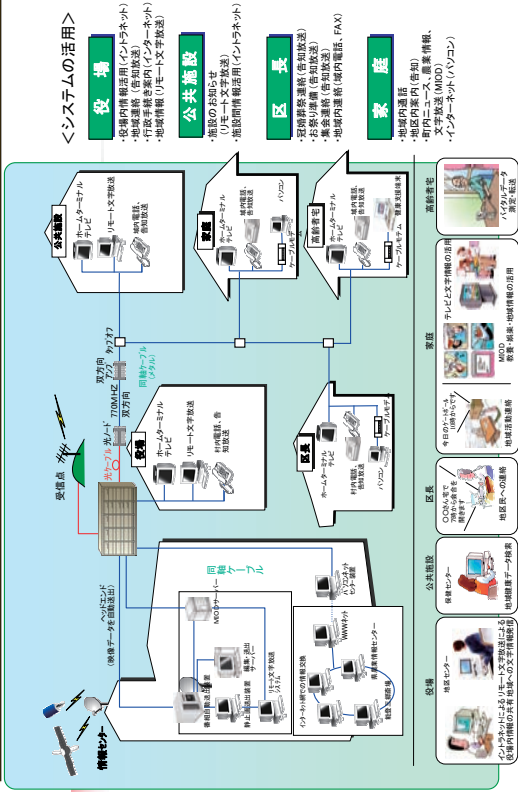 <システムの活用>
役 場
・役場内情報活用(イントラネット)
・地域連絡(告知放送)
・行政手続き案内(インターネット)
・地域情報(リモート文字放送)
公共施設
・施設のお知らせ
(リモート文字放送)
・施設間情報活用(イントラネット)
区 長
・冠婚葬祭連絡(告知放送)
・お祭り準備(告知放送)
・集会連絡(告知放送)
・地域内連絡(域内電話、FAX)
家 庭
・地域内通話
・地区内案内(告知)
・町内ニュース、農業情報、
文字放送(MIOD)
・インターネット(パソコン)
情報センター
ヘッドエンド
(映像データを自動送出)
受信点
光ケーブル
光ノード
770MHZ
双方向
双方向
アンプ
タップオフ
同軸ケーブル
(メタル)
同軸
ケーブル
MIODサーバー
番組自動送出装置
編集・送出
サーバー
静止画送出装置
リモート文字放送
システム
パソコンネット
センター装置
WWWネット
インターネット網での情報交換
県農業情報センター
役場
ホームターミナル
テレビ
リモート文字放送
村内電話、告
知放送
区長
ホームターミナル
テレビ
村内電話、
告知放送
パソコン
ケーブルモデム
公共施設
ホームターミナル
テレビ
リモート文字放送
域内電話、
告知放送
家庭
ホームターミナル
テレビ
域内電話、
告知放送
パソコン
ケーブルモデム
高齢者宅
ホームターミナル
テレビ
域内電話、
告知放送
健康支援端末
ケーブルモデム
役場
地区センター
イントラネットによる
役場内情報の共有
リモート文字放送による
地域への文字情報発信
公共施設
保健センター
地域健康データ検索
区長
○○さん宅で
7時から会合を
開きます
地区民への連絡
今日のゲートボール
10時からです
地域活動連絡
家庭
テレビと文字情報の活用
MIOD
教養・娯楽・地域情報の活用
高齢者宅
バイタルデータ
測定・転送